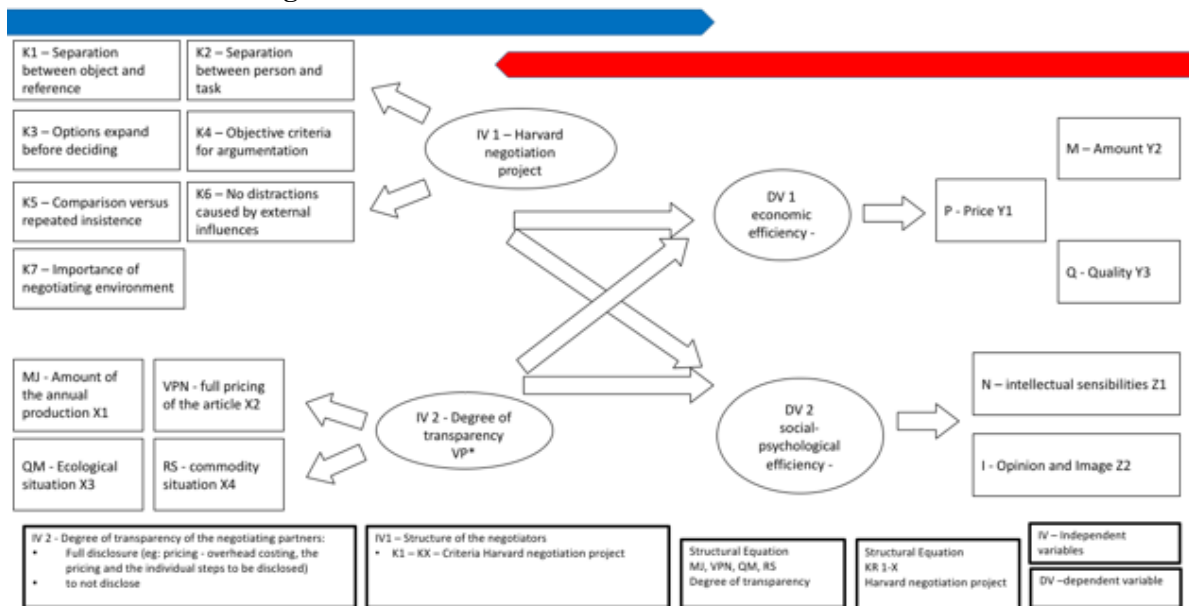 K1 – Separation
between object and
reference
K2 – Separation
between person and
task
K3 – Options expand
before deciding
K4 – Objective criteria
for argumentation
K5 – Comparison versus
repeated insistence
K6 – No distractions
caused by external
influences
K7 – Importance of
negotiating environment
IV 1 – Harvard
negotiation
project
DV 1
economic
efficiency -
M – Amount Y2
P - Price Y1
Q - Quality Y3
MJ - Amount of
the annual
production X1
VPN - full pricing
of the article X2
QM - Ecological
situation X3
RS - commodity
situation X4
IV 2 - Degree of
transparency
VP*
DV 2
social-
psychological
efficiency -
N – intellectual sensibilities Z1
I - Opinion and Image Z2
IV 2 - Degree of transparency of the negotiating partners:
• Full disclosure (eg: pricing - overhead costing, the
pricing and the individual steps to be disclosed)
• to not disclose
IV1 – Structure of the negotiators
• K1 – KX – Criteria Harvard negotiation project
Structural Equation
MJ, VPN, QM, RS
Degree of transparency
Structural Equation
KR 1-X
Harvard negotiation project
IV – Independent
variables
DV –dependent variable